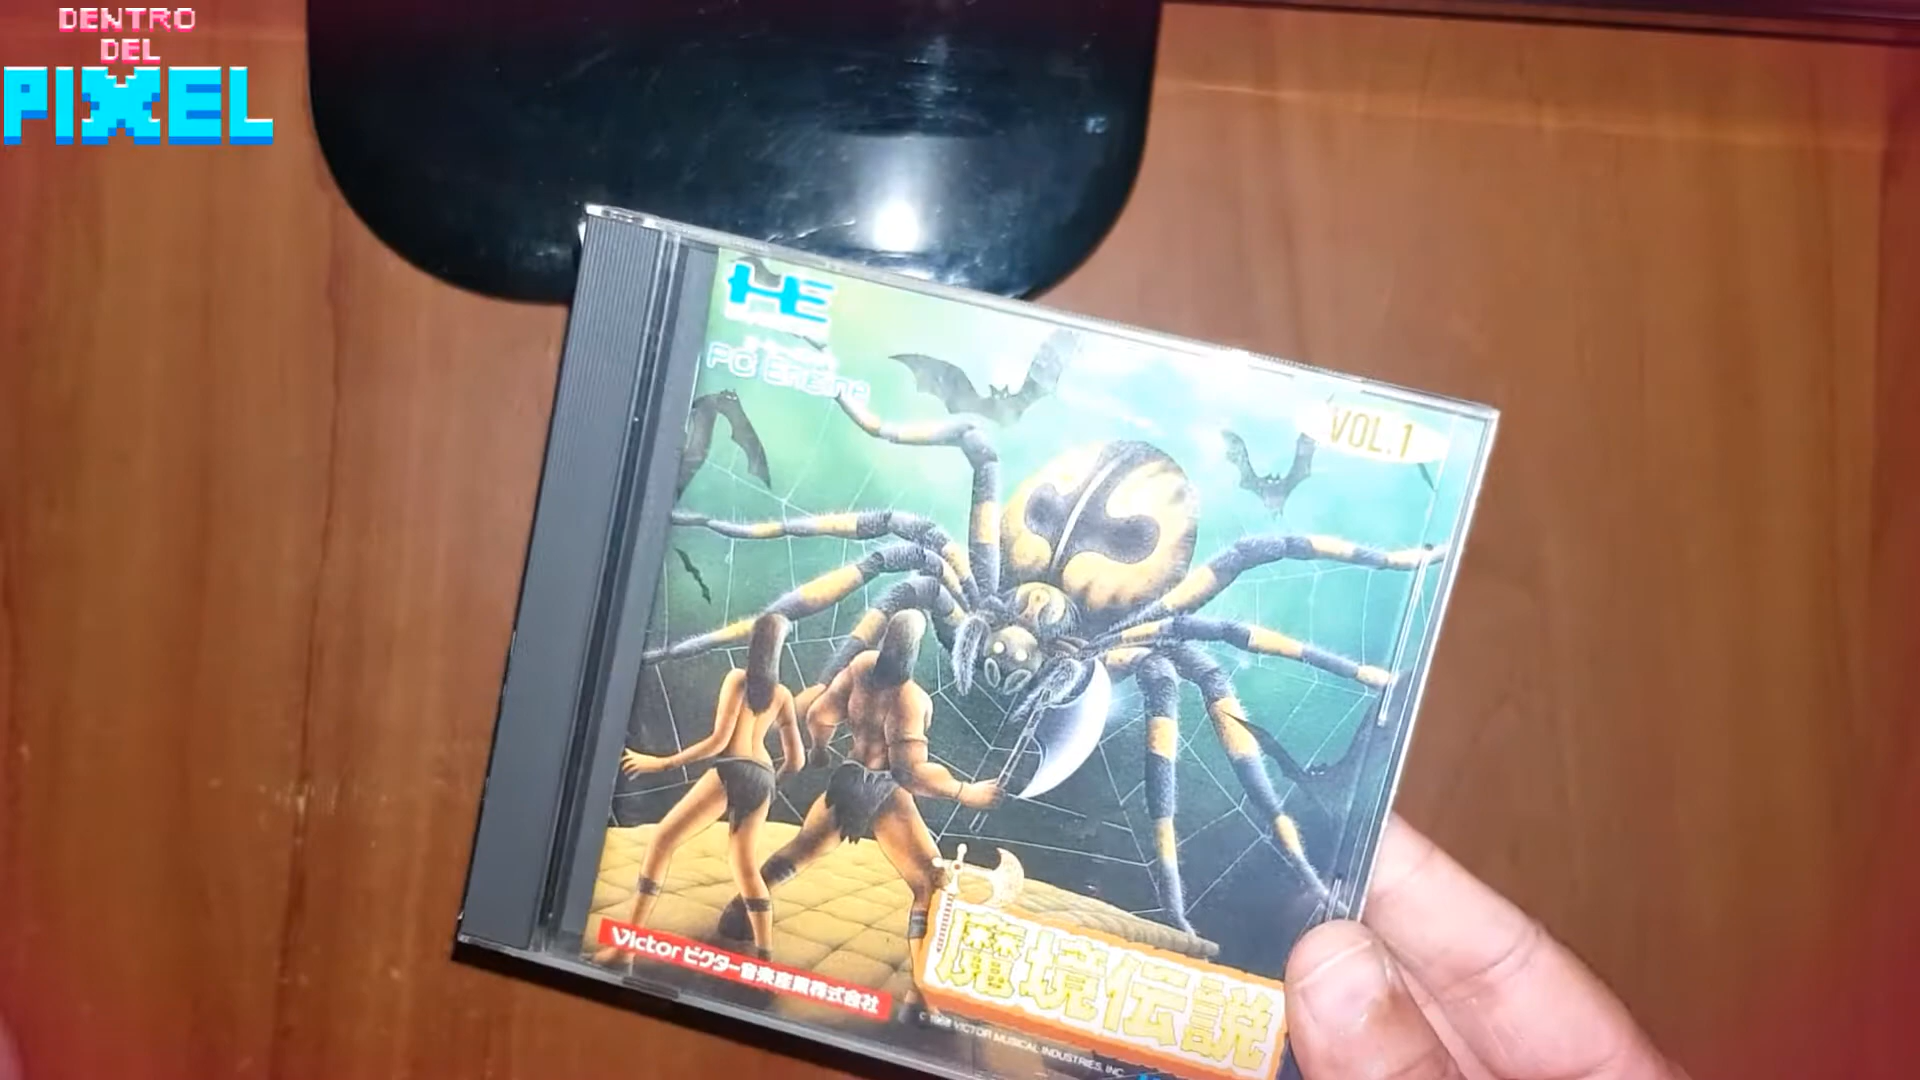 DENTRO
DEL
PIXEL
HE
PC Engine
VOL.1
Victor ビクター音楽産業株式会社
魔境伝説
© 1988 VICTOR MUSICAL INDUSTRIES, INC.